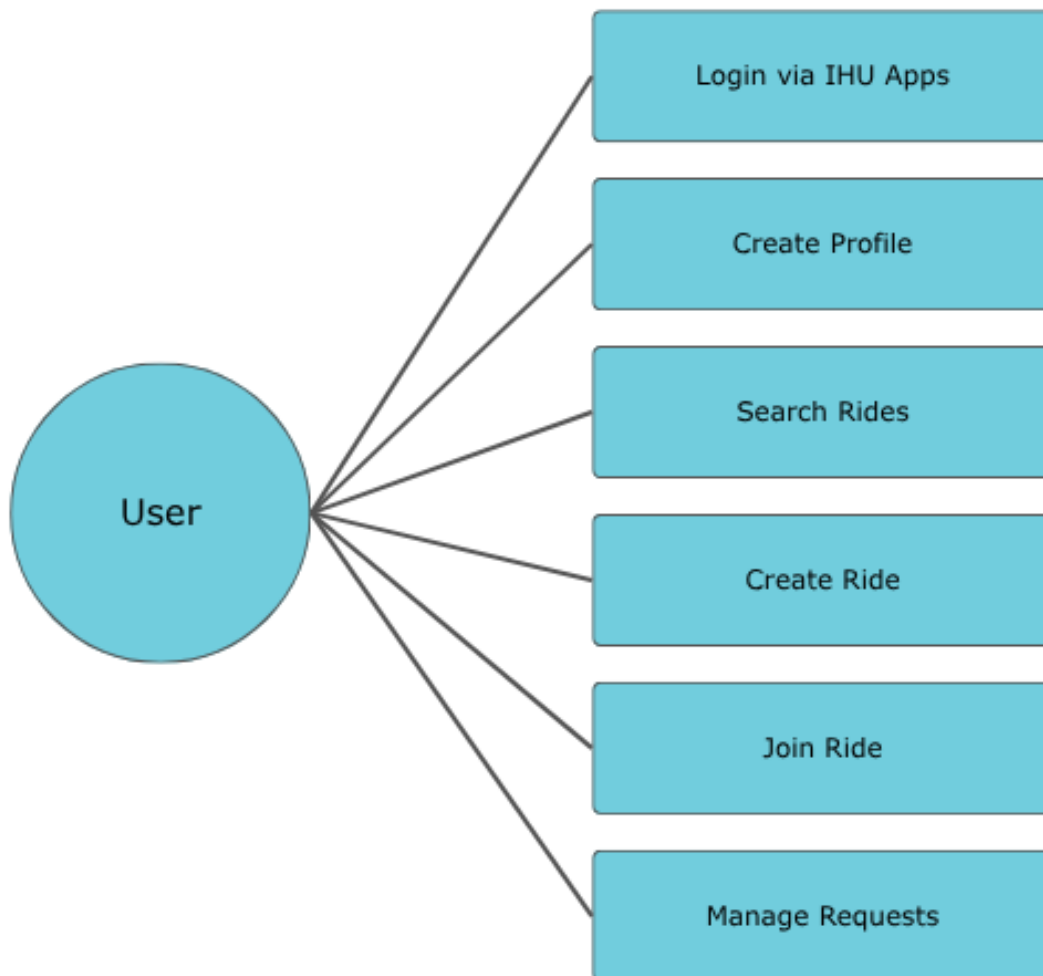 Login via IHU Apps
Create Profile
Search Rides
User
Create Ride
Join Ride
Manage Requests